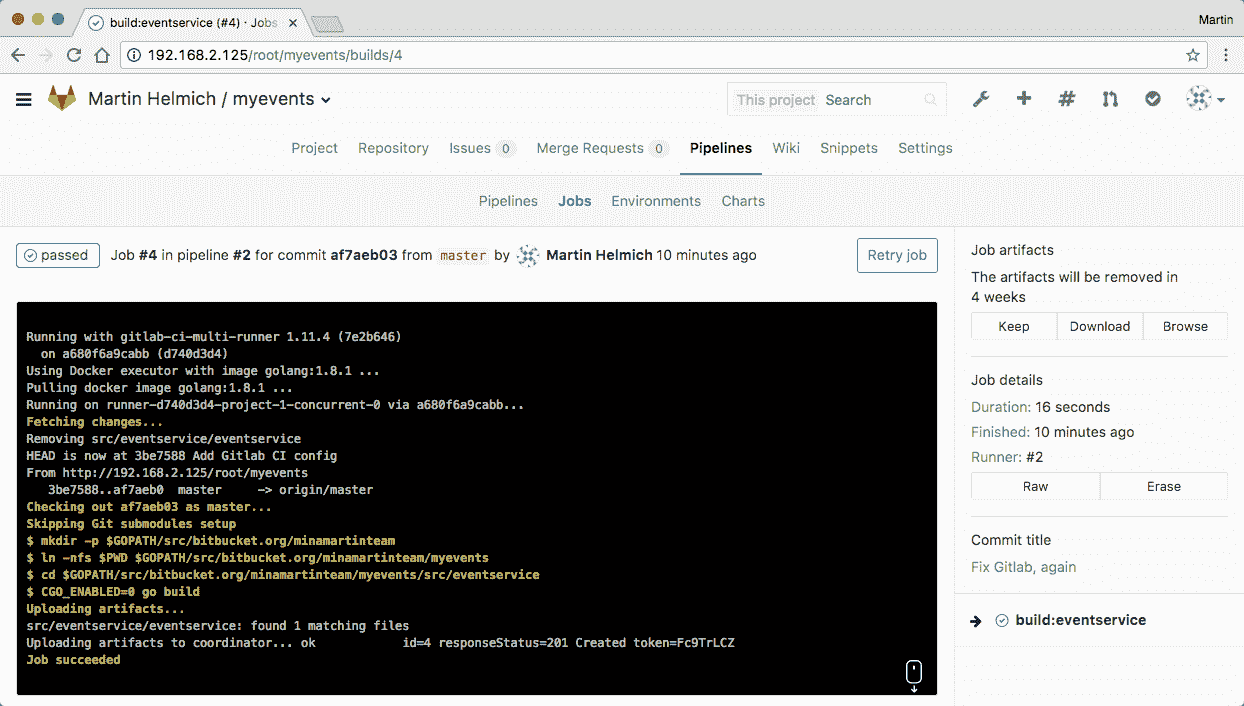 build:eventservice (#4) · Jobs
Martin
192.168.2.125/root/myevents/builds/4
Martin Helmich / myevents
This project Search
Project Repository Issues 0 Merge Requests 0 Pipelines Wiki Snippets Settings
Pipelines Jobs Environments Charts
passed Job #4 in pipeline #2 for commit af7aeb03 from master by Martin Helmich 10 minutes ago
Retry job
Running with gitlab-ci-multi-runner 1.11.4 (7e2b646)
on a680f6a9cabb (d740d3d4)
Using Docker executor with image golang:1.8.1 ...
Pulling docker image golang:1.8.1 ...
Running on runner-d740d3d4-project-1-concurrent-0 via a680f6a9cabb...
Fetching changes...
Removing src/eventservice/eventservice
HEAD is now at 3be7588 Add Gitlab CI config
From http://192.168.2.125/root/myevents
3be7588..af7aeb0 master -> origin/master
Checking out af7aeb03 as master...
Skipping Git submodules setup
$ mkdir -p $GOPATH/src/bitbucket.org/minamartinteam
$ ln -nfs $PWD $GOPATH/src/bitbucket.org/minamartinteam/myevents
$ cd $GOPATH/src/bitbucket.org/minamartinteam/myevents/src/eventservice
$ CGO_ENABLED=0 go build
Uploading artifacts...
src/eventservice/eventservice: found 1 matching files
Uploading artifacts to coordinator... ok id=4 responseStatus=201 Created token=Fc9TrLCZ
Job succeeded
Job artifacts
The artifacts will be removed in
4 weeks
Keep Download Browse
Job details
Duration: 16 seconds
Finished: 10 minutes ago
Runner: #2
Raw Erase
Commit title
Fix Gitlab, again
build:eventservice